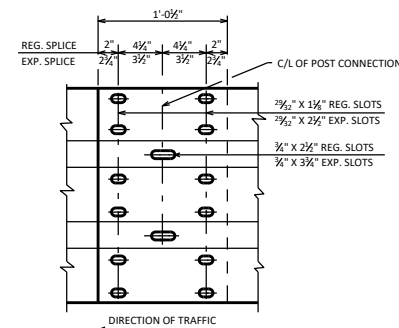 1'-0½"
REG. SPLICE 2" 4¼" 4¼" 2"
EXP. SPLICE 2¾" 3½" 3½" 2¾"
C/L OF POST CONNECTION
²⁹⁄₃₂" X 1⅛" REG. SLOTS
²⁹⁄₃₂" X 2½" EXP. SLOTS
¾" X 2½" REG. SLOTS
¾" X 3¾" EXP. SLOTS
DIRECTION OF TRAFFIC